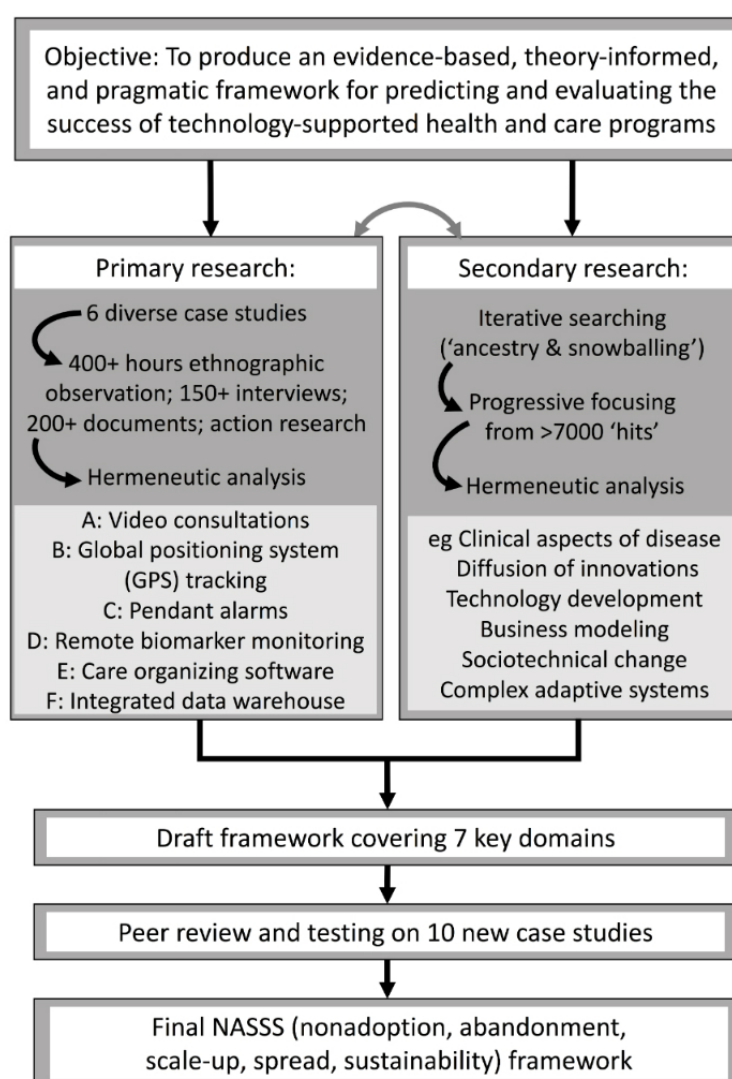 Objective: To produce an evidence-based, theory-informed,
and pragmatic framework for predicting and evaluating the
success of technology-supported health and care programs
Primary research:
6 diverse case studies
400+ hours ethnographic
observation; 150+ interviews;
200+ documents; action research
Hermeneutic analysis
A: Video consultations
B: Global positioning system
(GPS) tracking
C: Pendant alarms
D: Remote biomarker monitoring
E: Care organizing software
F: Integrated data warehouse
Secondary research:
Iterative searching
(‘ancestry & snowballing’)
Progressive focusing
from >7000 ‘hits’
Hermeneutic analysis
eg Clinical aspects of disease
Diffusion of innovations
Technology development
Business modeling
Sociotechnical change
Complex adaptive systems
Draft framework covering 7 key domains
Peer review and testing on 10 new case studies
Final NASSS (nonadoption, abandonment,
scale-up, spread, sustainability) framework